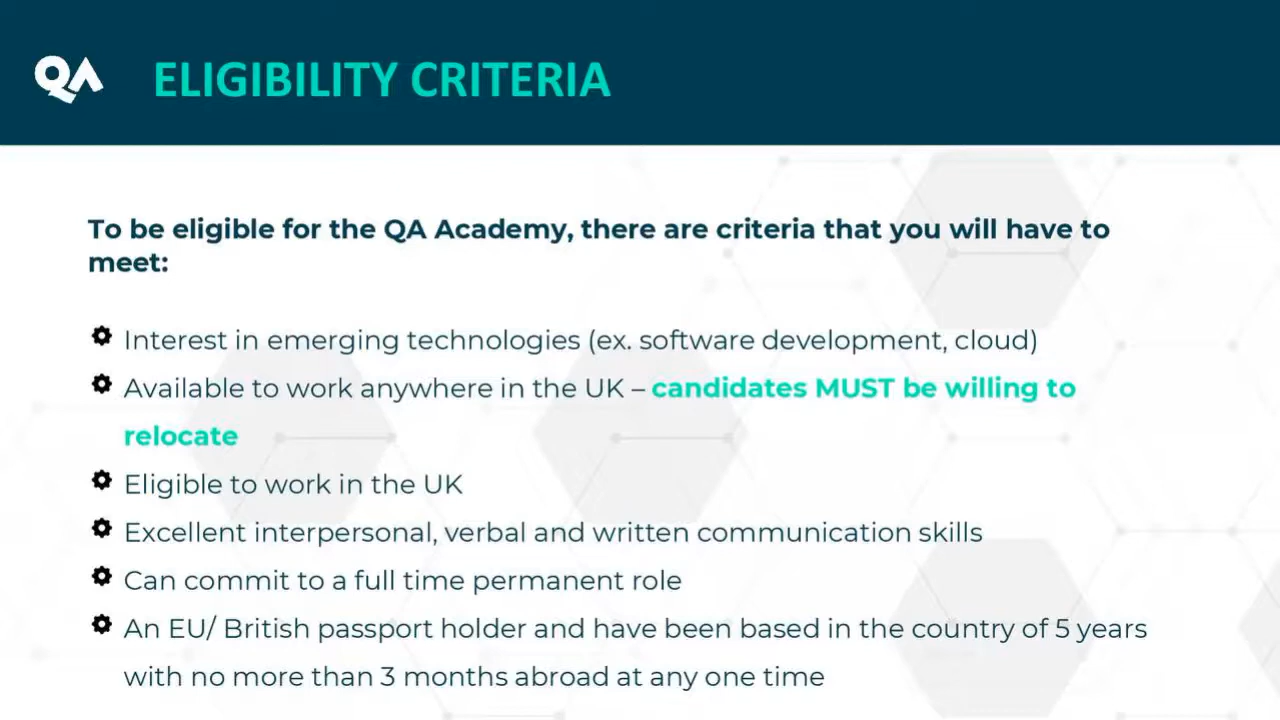 QA
ELIGIBILITY CRITERIA
To be eligible for the QA Academy, there are criteria that you will have to
meet:
Interest in emerging technologies (ex. software development, cloud)
Available to work anywhere in the UK – candidates MUST be willing to
relocate
Eligible to work in the UK
Excellent interpersonal, verbal and written communication skills
Can commit to a full time permanent role
An EU/ British passport holder and have been based in the country of 5 years
with no more than 3 months abroad at any one time